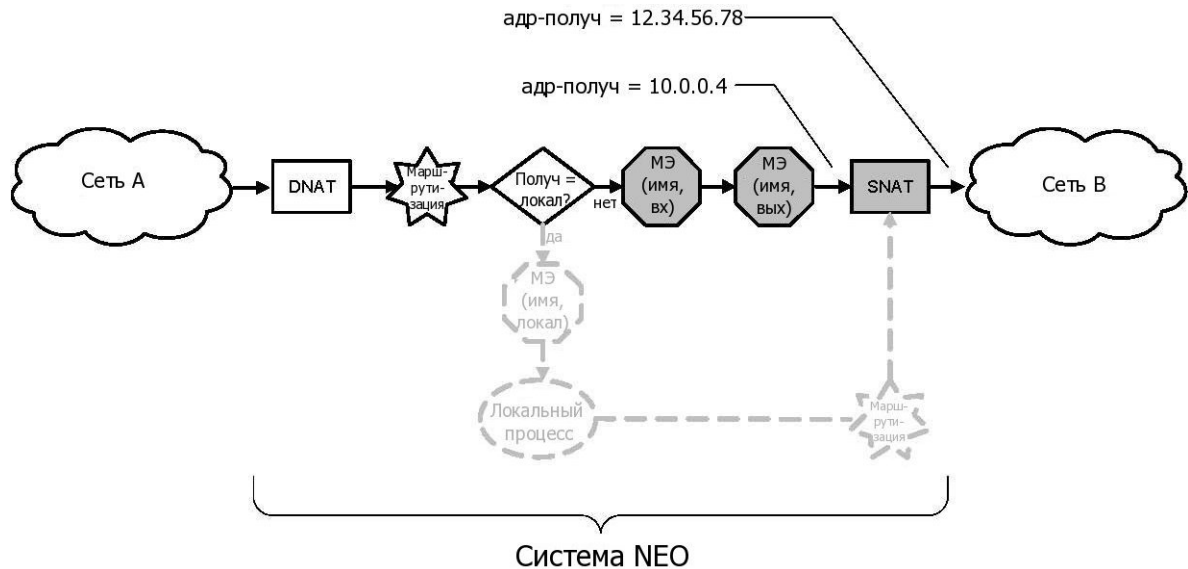 адр-получ = 12.34.56.78
адр-получ = 10.0.0.4
Сеть А
DNAT
Марш-
рути-
зация
Получ =
локал?
нет
МЭ
(имя,
вх)
МЭ
(имя,
вых)
SNAT
Сеть В
да
МЭ
(имя,
локал)
Локальный
процесс
Марш-
рути-
зация
Система NEO